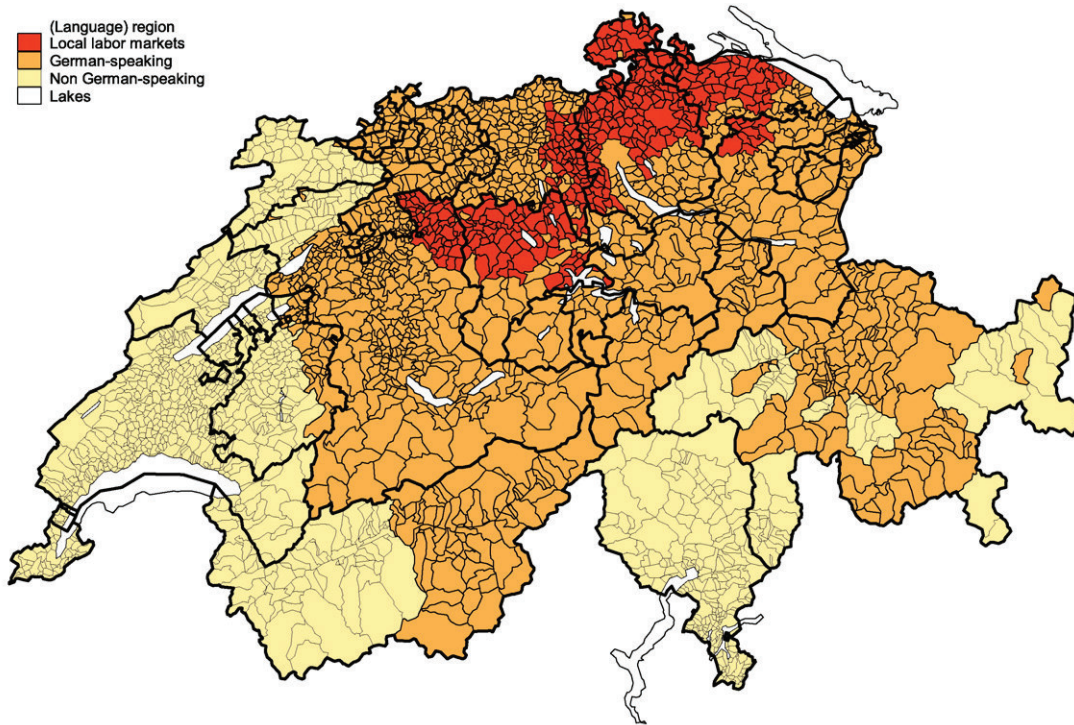 (Language) region
Local labor markets
German-speaking
Non German-speaking
Lakes